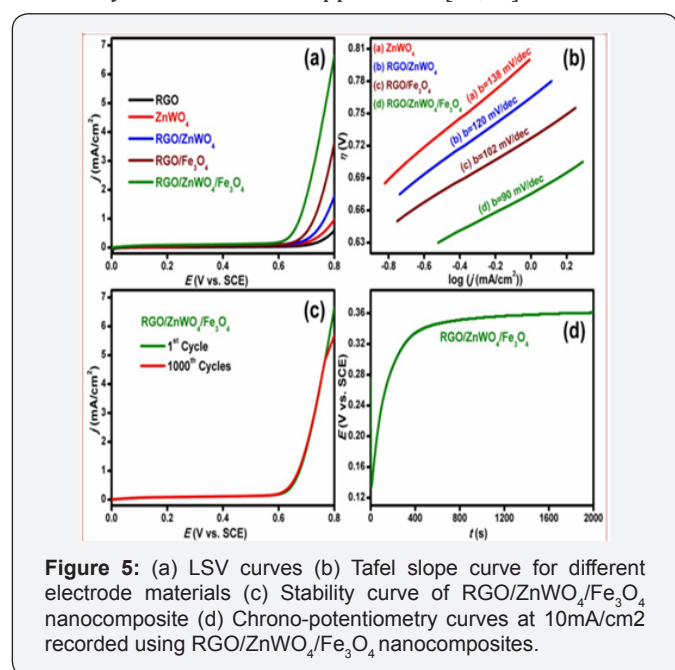 (a)
RGO
ZnWO₄
RGO/ZnWO₄
RGO/Fe₃O₄
RGO/ZnWO₄/Fe₃O₄
j (mA/cm²)
7
6
5
4
3
2
1
0
0.0 0.2 0.4 0.6 0.8
E (V vs. SCE)
(b)
(a) ZnWO₄
(b) RGO/ZnWO₄
(c) RGO/Fe₃O₄
(d) RGO/ZnWO₄/Fe₃O₄
(a) b=138 mV/dec
(b) b=120 mV/dec
(c) b=102 mV/dec
(d) b=90 mV/dec
η (V)
0.81
0.78
0.75
0.72
0.69
0.66
0.63
-0.8 -0.6 -0.4 -0.2 0.0 0.2 0.4
log (j (mA/cm²))
(c)
RGO/ZnWO₄/Fe₃O₄
1st Cycle
1000th Cycles
j (mA/cm²)
7
6
5
4
3
2
1
0
0.0 0.2 0.4 0.6 0.8
E (V vs. SCE)
(d)
RGO/ZnWO₄/Fe₃O₄
E (V vs. SCE)
0.36
0.32
0.28
0.24
0.20
0.16
0.12
0 400 800 1200 1600 2000
t (s)
Figure 5: (a) LSV curves (b) Tafel slope curve for different
electrode materials (c) Stability curve of RGO/ZnWO₄/Fe₃O₄
nanocomposite (d) Chrono-potentiometry curves at 10mA/cm2
recorded using RGO/ZnWO₄/Fe₃O₄ nanocomposites.